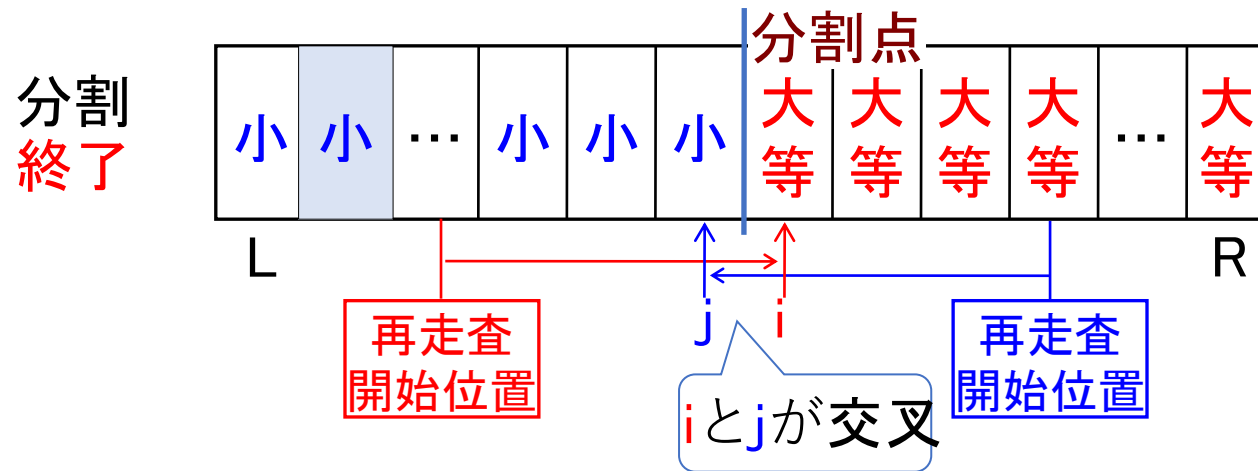 分割点
分割
終了
小 小 … 小 小 小 大等 大等 大等 大等 … 大等
L
R
j i
再走査
開始位置
再走査
開始位置
iとjが交叉